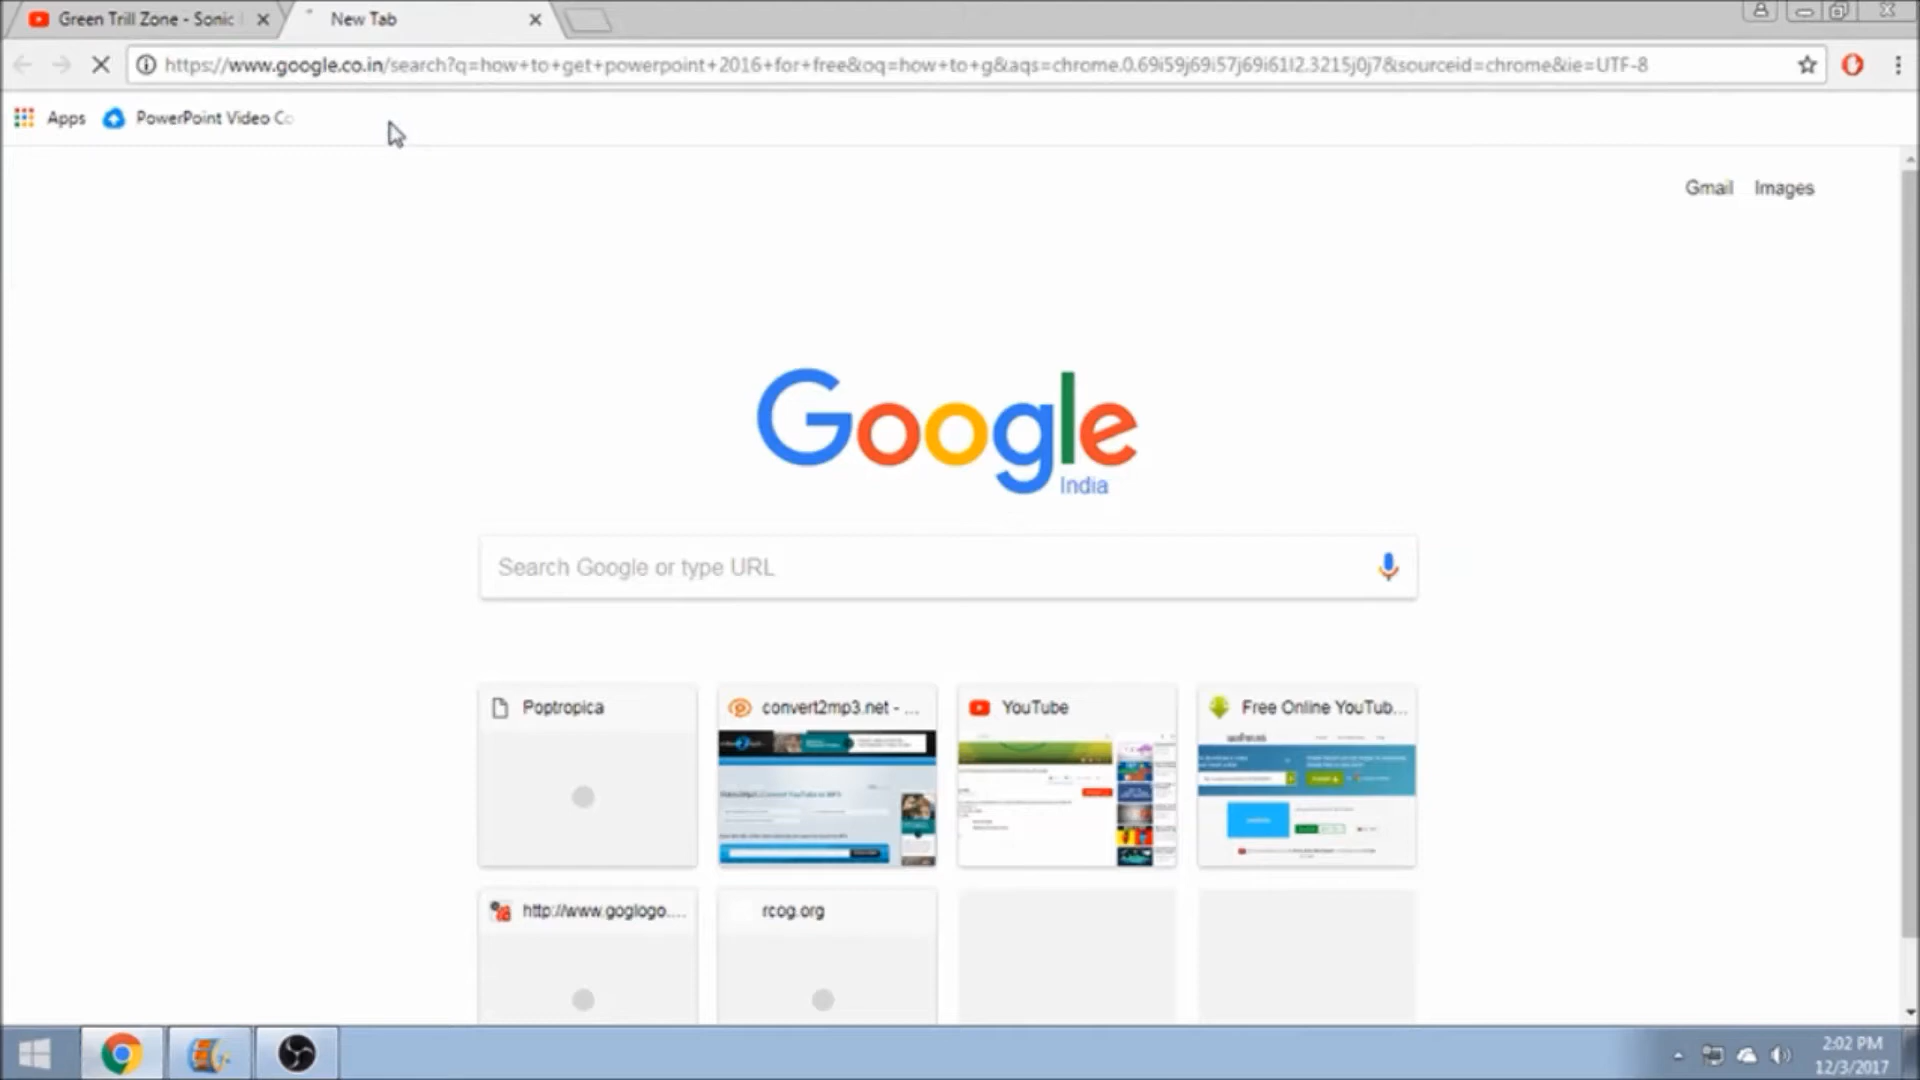 Green Trill Zone - Sonic
New Tab
https://www.google.co.in/search?q=how+to+get+powerpoint+2016+for+free&oq=how+to+g&aqs=chrome.0.69i59j69i57j69i61l2.3215j0j7&sourceid=chrome&ie=UTF-8
Apps
PowerPoint Video Co
Gmail Images
Google
India
Search Google or type URL
Poptropica
convert2mp3.net - ...
YouTube
Free Online YouTub...
http://www.goglogo....
rcog.org
2:02 PM
12/3/2017